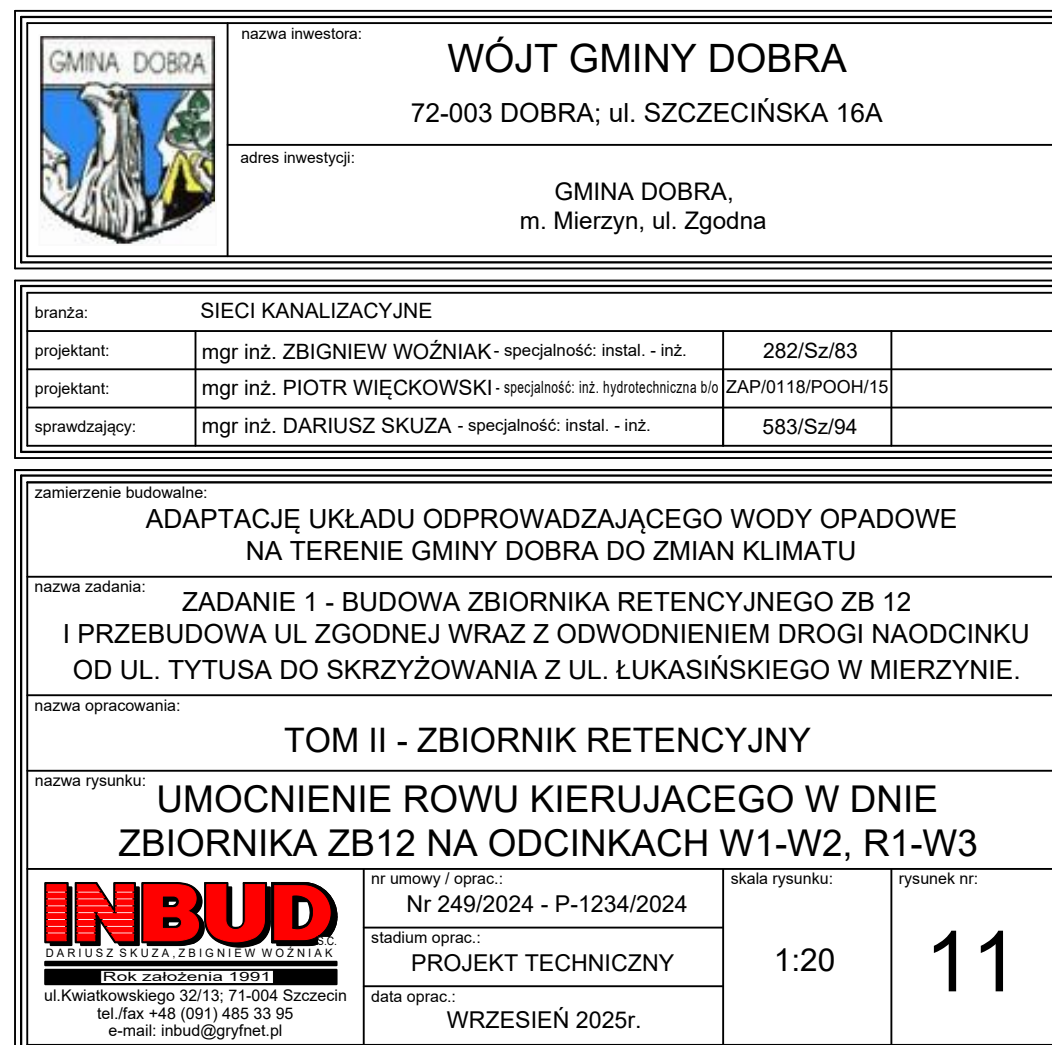 GMINA DOBRA
nazwa inwestora:
WÓJT GMINY DOBRA
72-003 DOBRA; ul. SZCZECIŃSKA 16A
adres inwestycji:
GMINA DOBRA,
m. Mierzyn, ul. Zgodna
branża: SIECI KANALIZACYJNE
projektant: mgr inż. ZBIGNIEW WOŹNIAK - specjalność: instal. - inż. 282/Sz/83
projektant: mgr inż. PIOTR WIĘCKOWSKI - specjalność: inż. hydrotechniczna b/o ZAP/0118/POOH/15
sprawdzający: mgr inż. DARIUSZ SKUZA - specjalność: instal. - inż. 583/Sz/94
zamierzenie budowalne:
ADAPTACJĘ UKŁADU ODPROWADZAJĄCEGO WODY OPADOWE
NA TERENIE GMINY DOBRA DO ZMIAN KLIMATU
nazwa zadania:
ZADANIE 1 - BUDOWA ZBIORNIKA RETENCYJNEGO ZB 12
I PRZEBUDOWA UL ZGODNEJ WRAZ Z ODWODNIENIEM DROGI NAODCINKU
OD UL. TYTUSA DO SKRZYŻOWANIA Z UL. ŁUKASIŃSKIEGO W MIERZYNIE.
nazwa opracowania:
TOM II - ZBIORNIK RETENCYJNY
nazwa rysunku:
UMOCNIENIE ROWU KIERUJACEGO W DNIE
ZBIORNIKA ZB12 NA ODCINKACH W1-W2, R1-W3
INBUD
S.C.
DARIUSZ SKUZA, ZBIGNIEW WOŹNIAK
Rok założenia 1991
ul.Kwiatkowskiego 32/13; 71-004 Szczecin
tel./fax +48 (091) 485 33 95
e-mail: inbud@gryfnet.pl
nr umowy / oprac.:
Nr 249/2024 - P-1234/2024
stadium oprac.:
PROJEKT TECHNICZNY
data oprac.:
WRZESIEŃ 2025r.
skala rysunku:
1:20
rysunek nr:
11